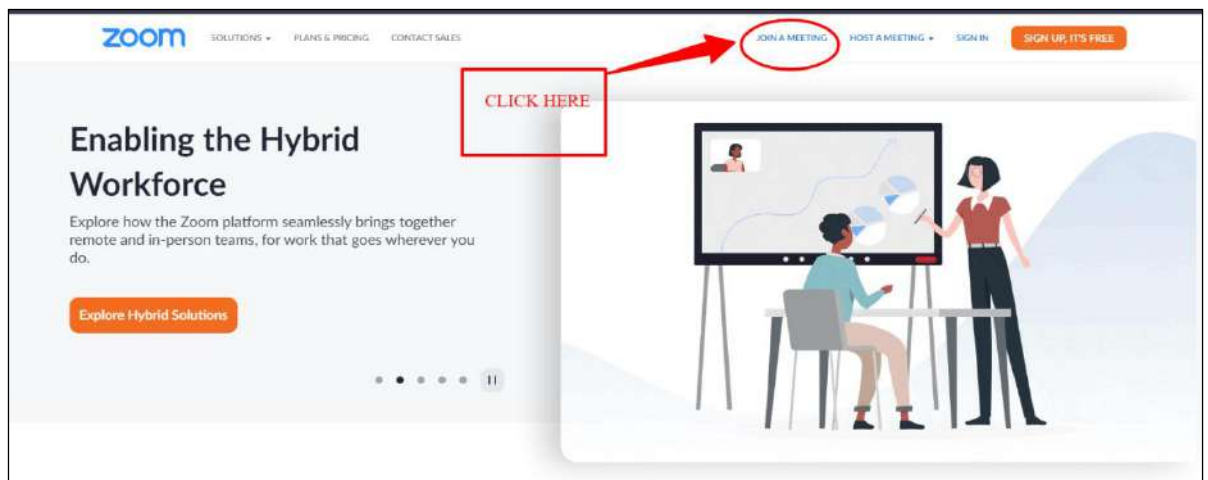 zoom SOLUTIONS PLANS & PRICING CONTACT SALES JOIN A MEETING HOST A MEETING SIGN IN SIGN UP, IT'S FREE
CLICK HERE
Enabling the Hybrid
Workforce
Explore how the Zoom platform seamlessly brings together
remote and in-person teams, for work that goes wherever you
do.
Explore Hybrid Solutions